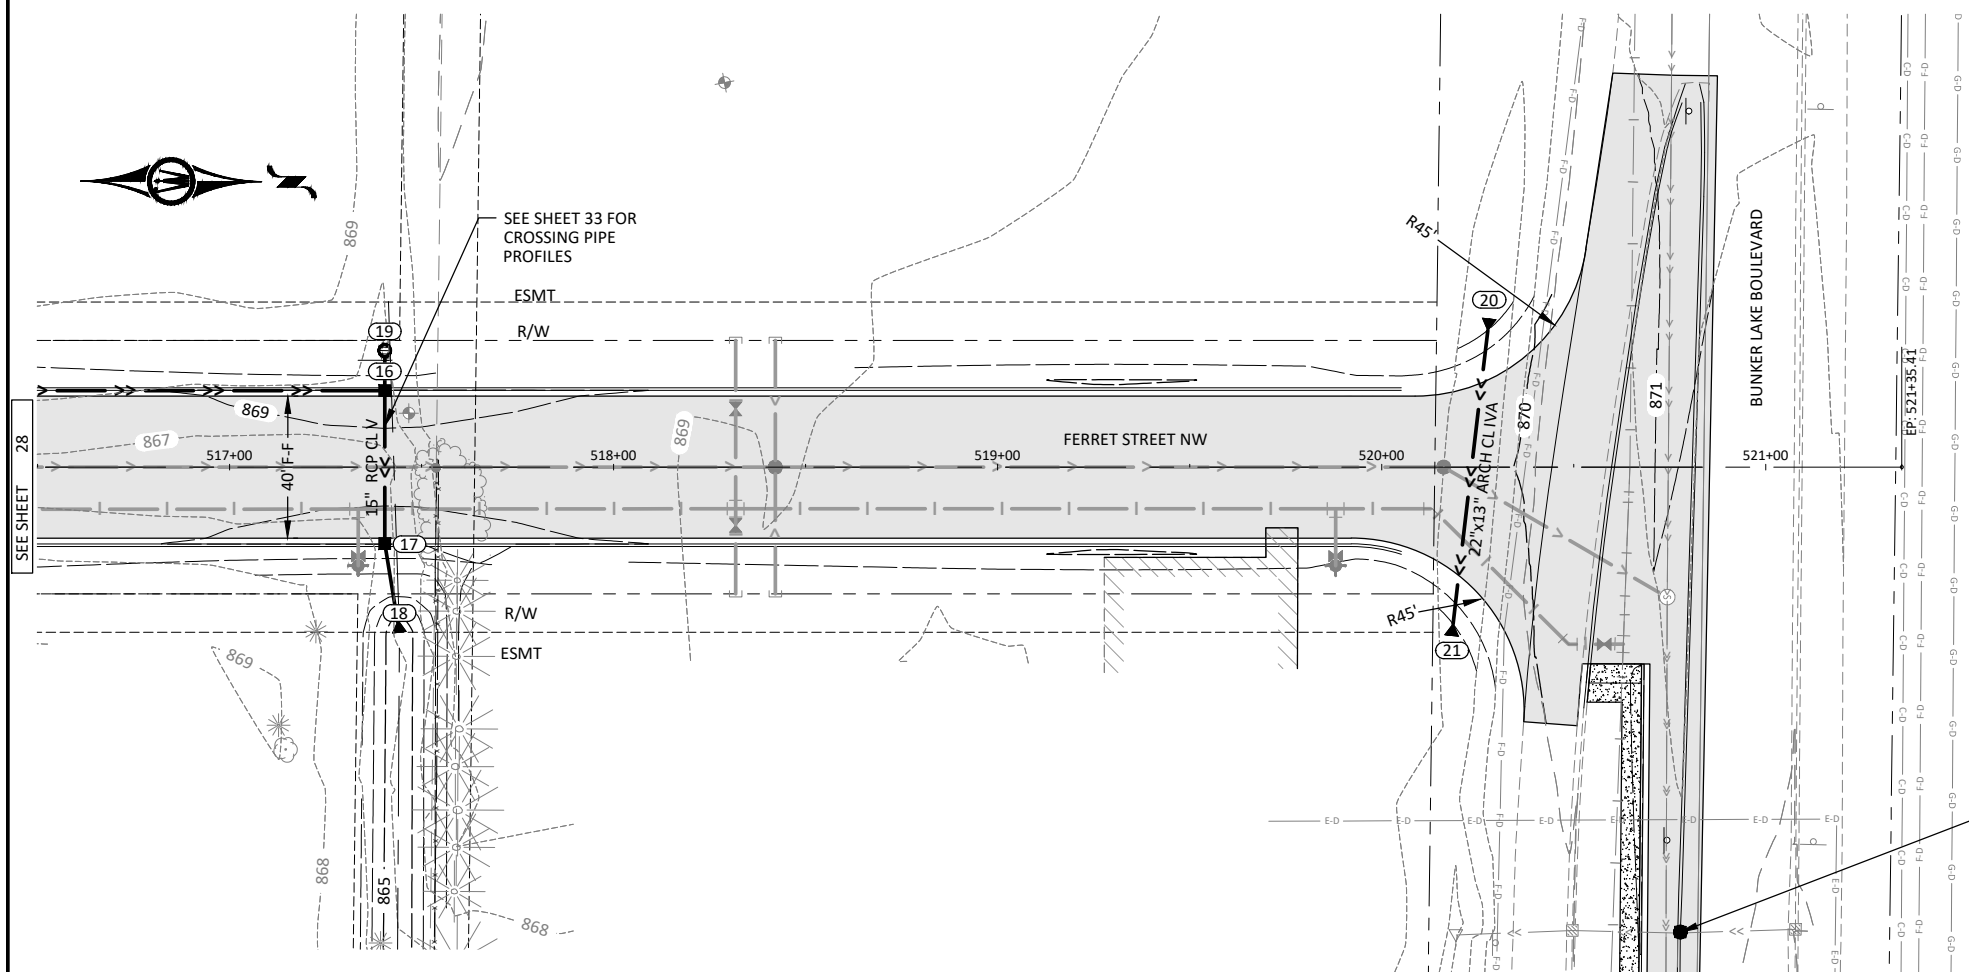 SEE SHEET 33 FOR
CROSSING PIPE
PROFILES
869
ESMT
R/W
R45'
20
19
16
BUNKER LAKE BOULEVARD
EP: 521+35.41
871
870
22"x13" ARCH CL IVA
15" RCP CL V
40' F-F
869
867
869
SEE SHEET 28
517+00
518+00
519+00
520+00
521+00
FERRET STREET NW
17
18
R/W
ESMT
R45'
21
869
868
865
868
E-D
E-D
E-D
E-D
E-D
E-D
E-D
F-D
F-D
F-D
F-D
C-D
C-D
C-D
C-D
G-D
G-D
G-D
G-D
S